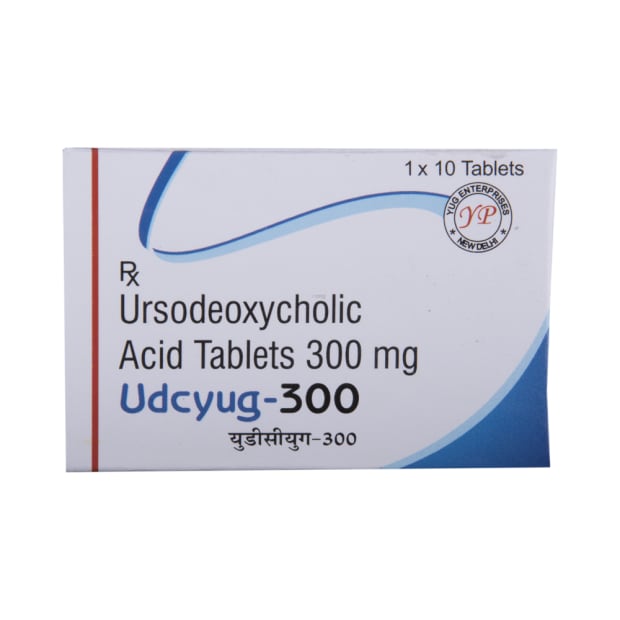 1 x 10 Tablets
YUG ENTERPRISES
YP
* NEW DELHI *
Rx
Ursodeoxycholic
Acid Tablets 300 mg
Udcyug-300
युडीसीयुग-300